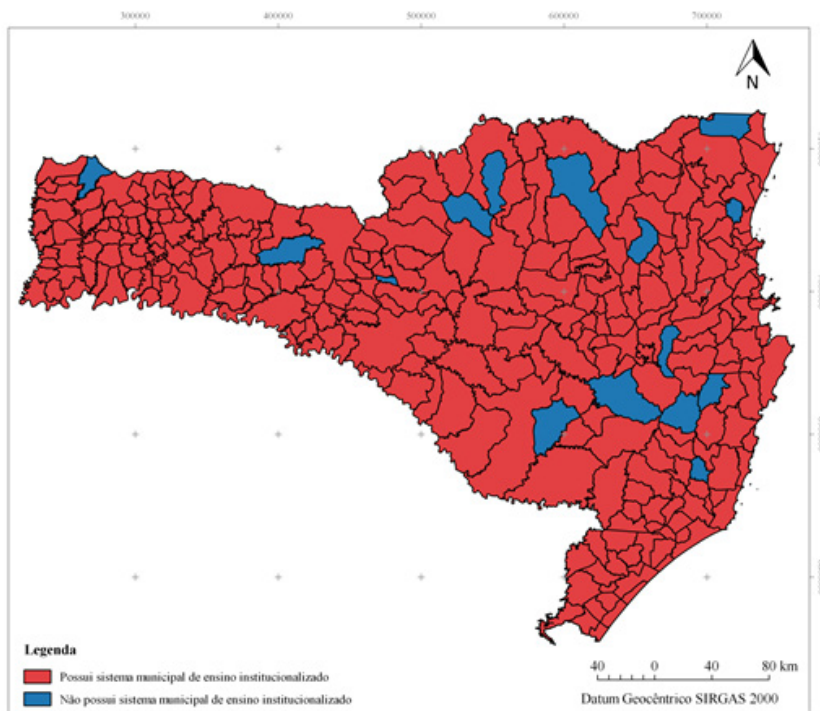 300000 400000 500000 600000 700000
N
Legenda
Possui sistema municipal de ensino institucionalizado
Não possui sistema municipal de ensino institucionalizado
40 0 40 80 km
Datum Geocêntrico SIRGAS 2000